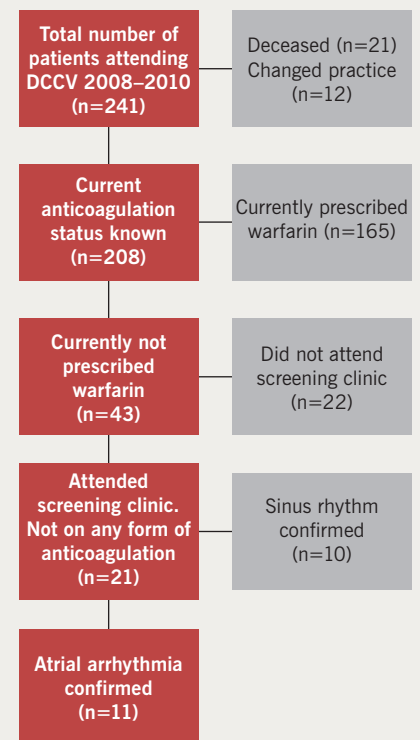 Total number of
patients attending
DCCV 2008–2010
(n=241)
Deceased (n=21)
Changed practice
(n=12)
Current
anticoagulation
status known
(n=208)
Currently prescribed
warfarin (n=165)
Currently not
prescribed
warfarin
(n=43)
Did not attend
screening clinic
(n=22)
Attended
screening clinic.
Not on any form of
anticoagulation
(n=21)
Sinus rhythm
confirmed
(n=10)
Atrial arrhythmia
confirmed
(n=11)